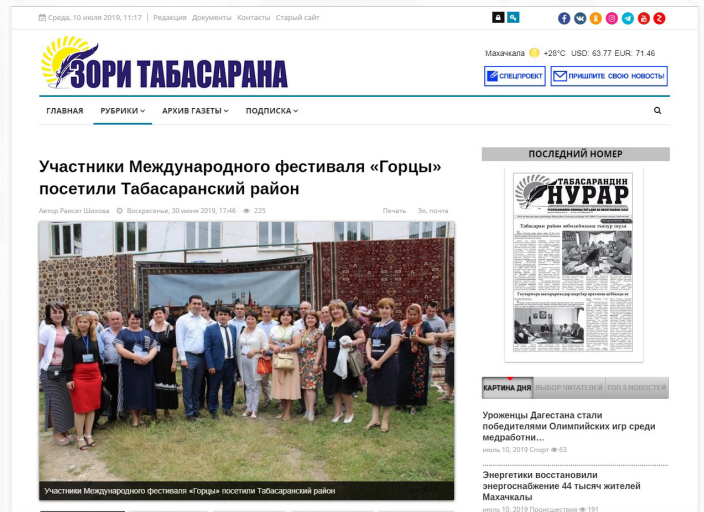 Среда, 10 июля 2019, 11:17 | Редакция Документы Контакты Старый сайт
ЗОРИ ТАБАСАРАНА
Махачкала +28°C USD: 63.77 EUR: 71.46
СПЕЦПРОЕКТ ПРИШЛИТЕ СВОЮ НОВОСТЬ!
ГЛАВНАЯ РУБРИКИ АРХИВ ГАЗЕТЫ ПОДПИСКА
Участники Международного фестиваля «Горцы»
посетили Табасаранский район
Автор Раисат Шихова Воскресенье, 30 июня 2019, 17:46 225 Печать Эл. почта
Участники Международного фестиваля «Горцы» посетили Табасаранский район
ПОСЛЕДНИЙ НОМЕР
ТАБАСАРАНДИН
НУРАР
КАРТИНА ДНЯ ВЫБОР ЧИТАТЕЛЕЙ ТОП 5 НОВОСТЕЙ
Уроженцы Дагестана стали
победителями Олимпийских игр среди
медработни…
июль 10, 2019 Спорт 63
Энергетики восстановили
энергоснабжение 44 тысяч жителей
Махачкалы
июль 10, 2019 Происшествия 191